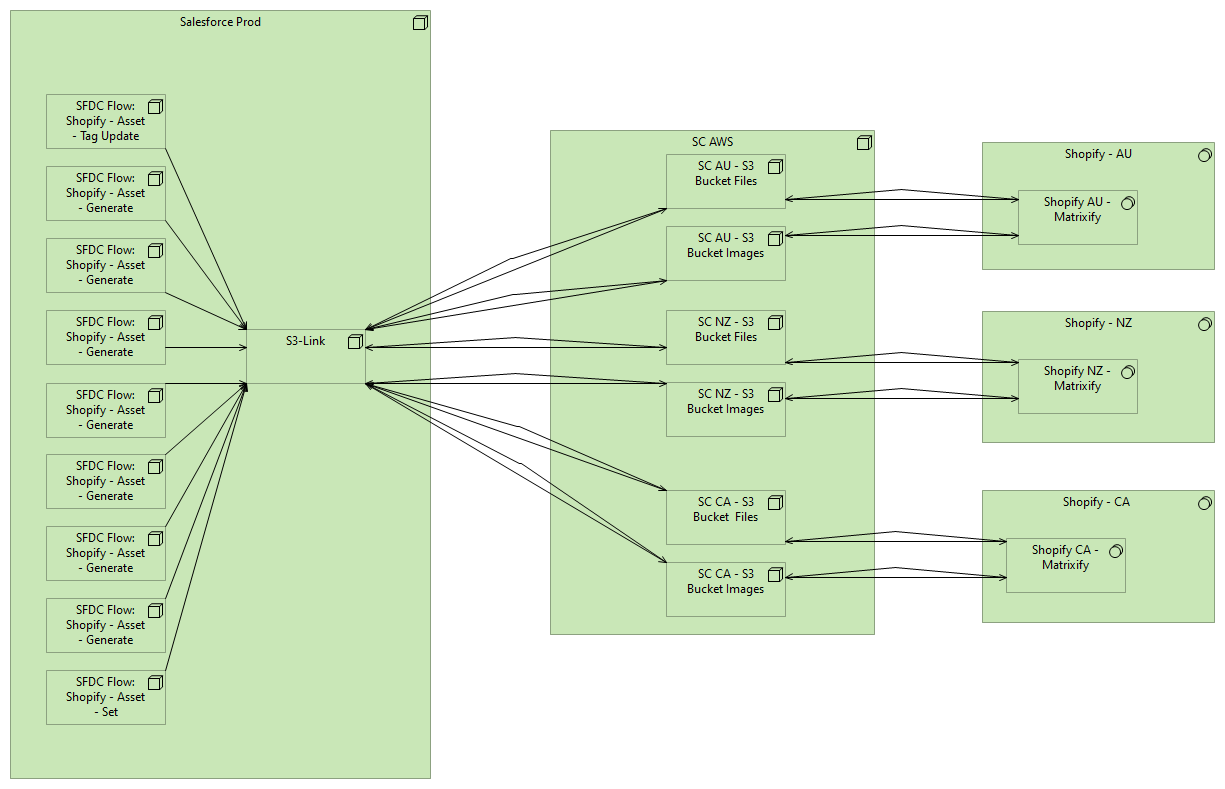 Salesforce Prod
SFDC Flow:
Shopify - Asset
- Tag Update
SFDC Flow:
Shopify - Asset
- Generate
SFDC Flow:
Shopify - Asset
- Generate
SFDC Flow:
Shopify - Asset
- Generate
SFDC Flow:
Shopify - Asset
- Generate
SFDC Flow:
Shopify - Asset
- Generate
SFDC Flow:
Shopify - Asset
- Generate
SFDC Flow:
Shopify - Asset
- Generate
SFDC Flow:
Shopify - Asset
- Set
S3-Link
SC AWS
SC AU - S3
Bucket Files
SC AU - S3
Bucket Images
SC NZ - S3
Bucket Files
SC NZ - S3
Bucket Images
SC CA - S3
Bucket  Files
SC CA - S3
Bucket Images
Shopify - AU
Shopify AU -
Matrixify
Shopify - NZ
Shopify NZ -
Matrixify
Shopify - CA
Shopify CA -
Matrixify